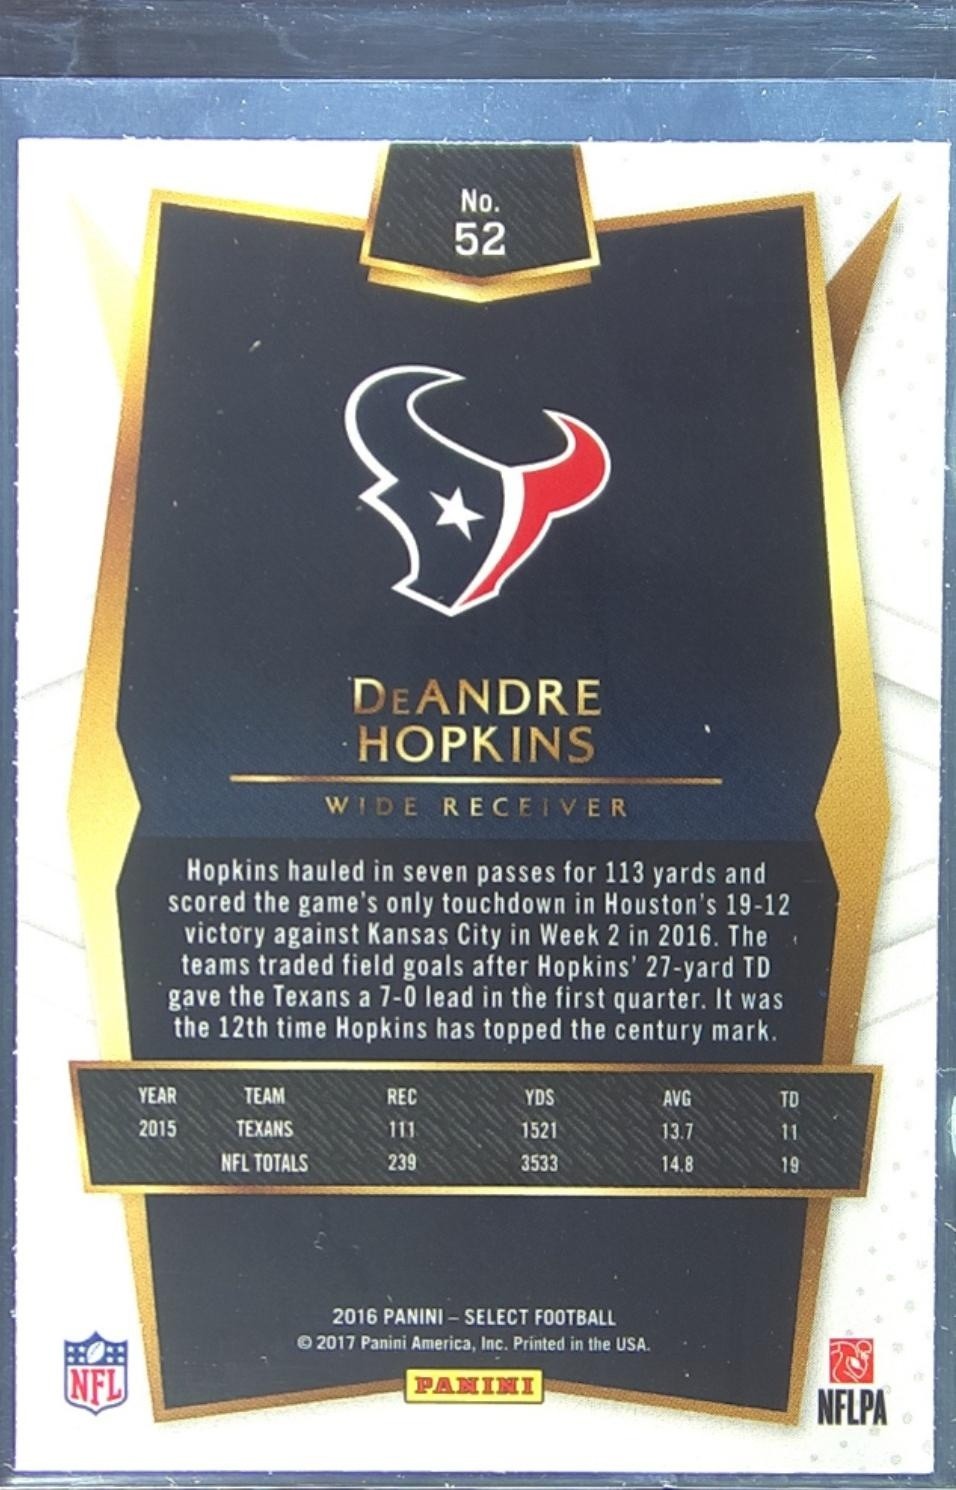 No.
52
DeANDRE
HOPKINS
WIDE RECEIVER
Hopkins hauled in seven passes for 113 yards and
scored the game's only touchdown in Houston's 19-12
victory against Kansas City in Week 2 in 2016. The
teams traded field goals after Hopkins' 27-yard TD
gave the Texans a 7-0 lead in the first quarter. It was
the 12th time Hopkins has topped the century mark.
YEAR TEAM REC YDS AVG TD
2015 TEXANS 111 1521 13.7 11
NFL TOTALS 239 3533 14.8 19
2016 PANINI – SELECT FOOTBALL
© 2017 Panini America, Inc. Printed in the USA.
NFL
PANINI
NFLPA